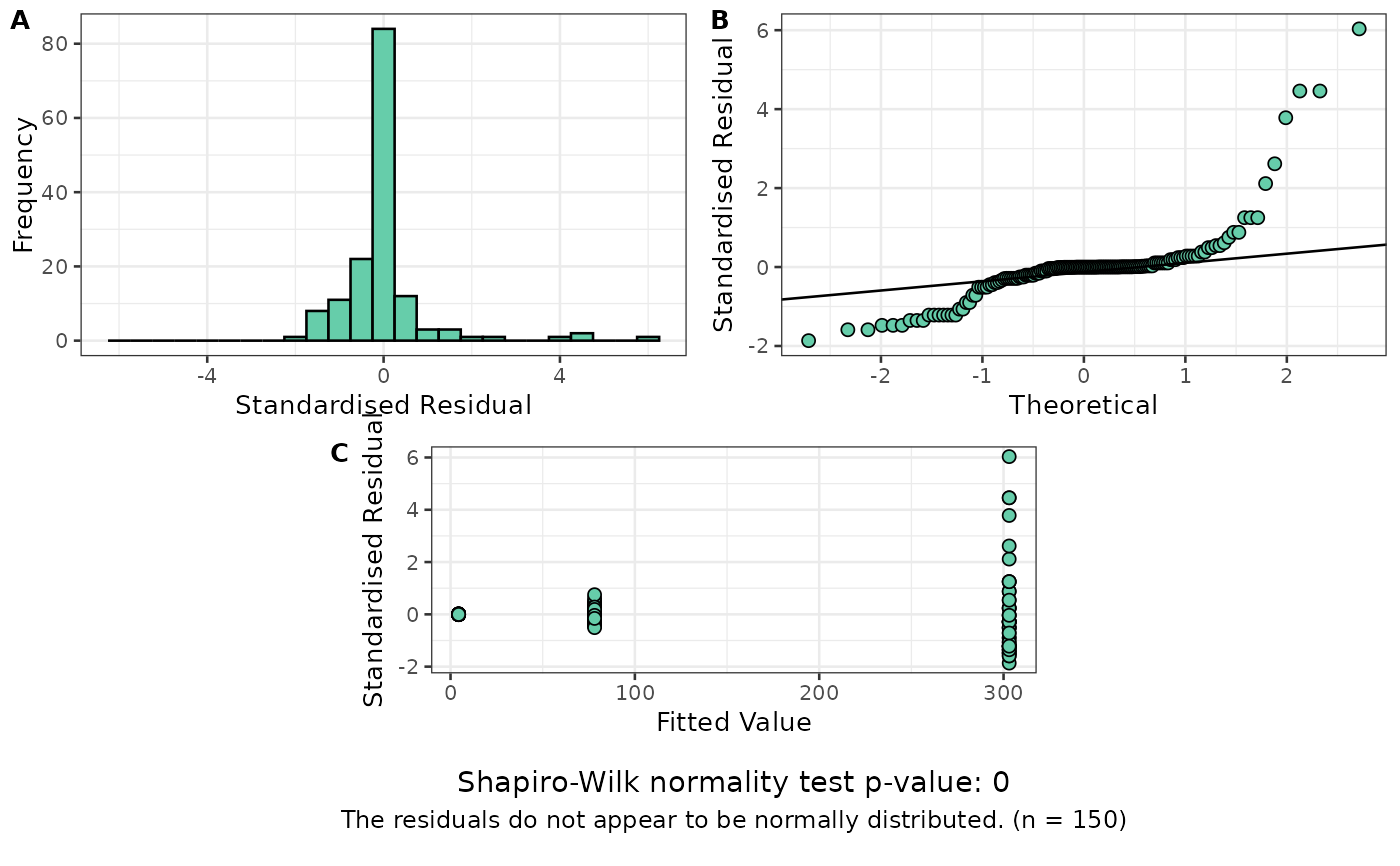 A
Frequency
80
60
40
20
0
-4
0
4
Standardised Residual
B
Standardised Residual
6
4
2
0
-2
-2
-1
0
1
2
Theoretical
C
Standardised Residual
6
4
2
0
-2
0
100
200
300
Fitted Value
Shapiro-Wilk normality test p-value: 0
The residuals do not appear to be normally distributed. (n = 150)